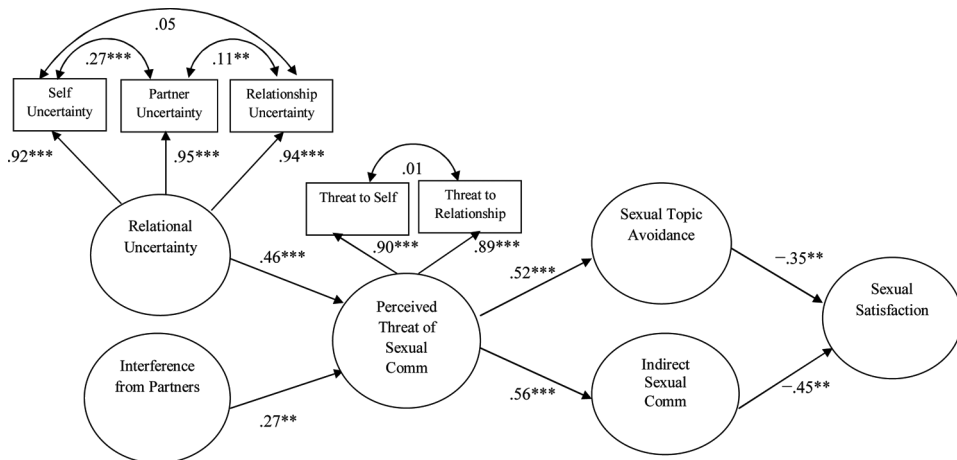 .05
.27***
.11**
Self
Uncertainty
Partner
Uncertainty
Relationship
Uncertainty
.92***
.95***
.94***
.01
Threat to Self
Threat to
Relationship
Relational
Uncertainty
.90***
.89***
Sexual Topic
Avoidance
.46***
.52***
−.35**
Perceived
Threat of
Sexual
Comm
Sexual
Satisfaction
Interference
from Partners
Indirect
Sexual
Comm
.27**
.56***
−.45**